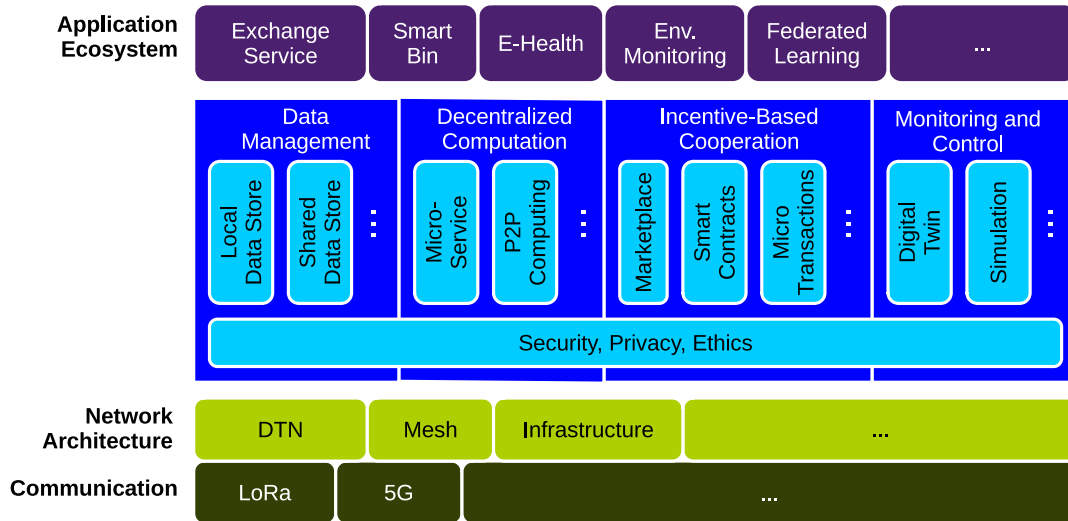 Application
Ecosystem
Exchange
Service
Smart
Bin
E-Health
Env.
Monitoring
Federated
Learning
...
Data
Management
Decentralized
Computation
Incentive-Based
Cooperation
Monitoring and
Control
Local
Data Store
Shared
Data Store
...
Micro-
Service
P2P
Computing
...
Marketplace
Smart
Contracts
Micro
Transactions
...
Digital
Twin
Simulation
...
Security, Privacy, Ethics
Network
Architecture
DTN
Mesh
Infrastructure
...
Communication
LoRa
5G
...